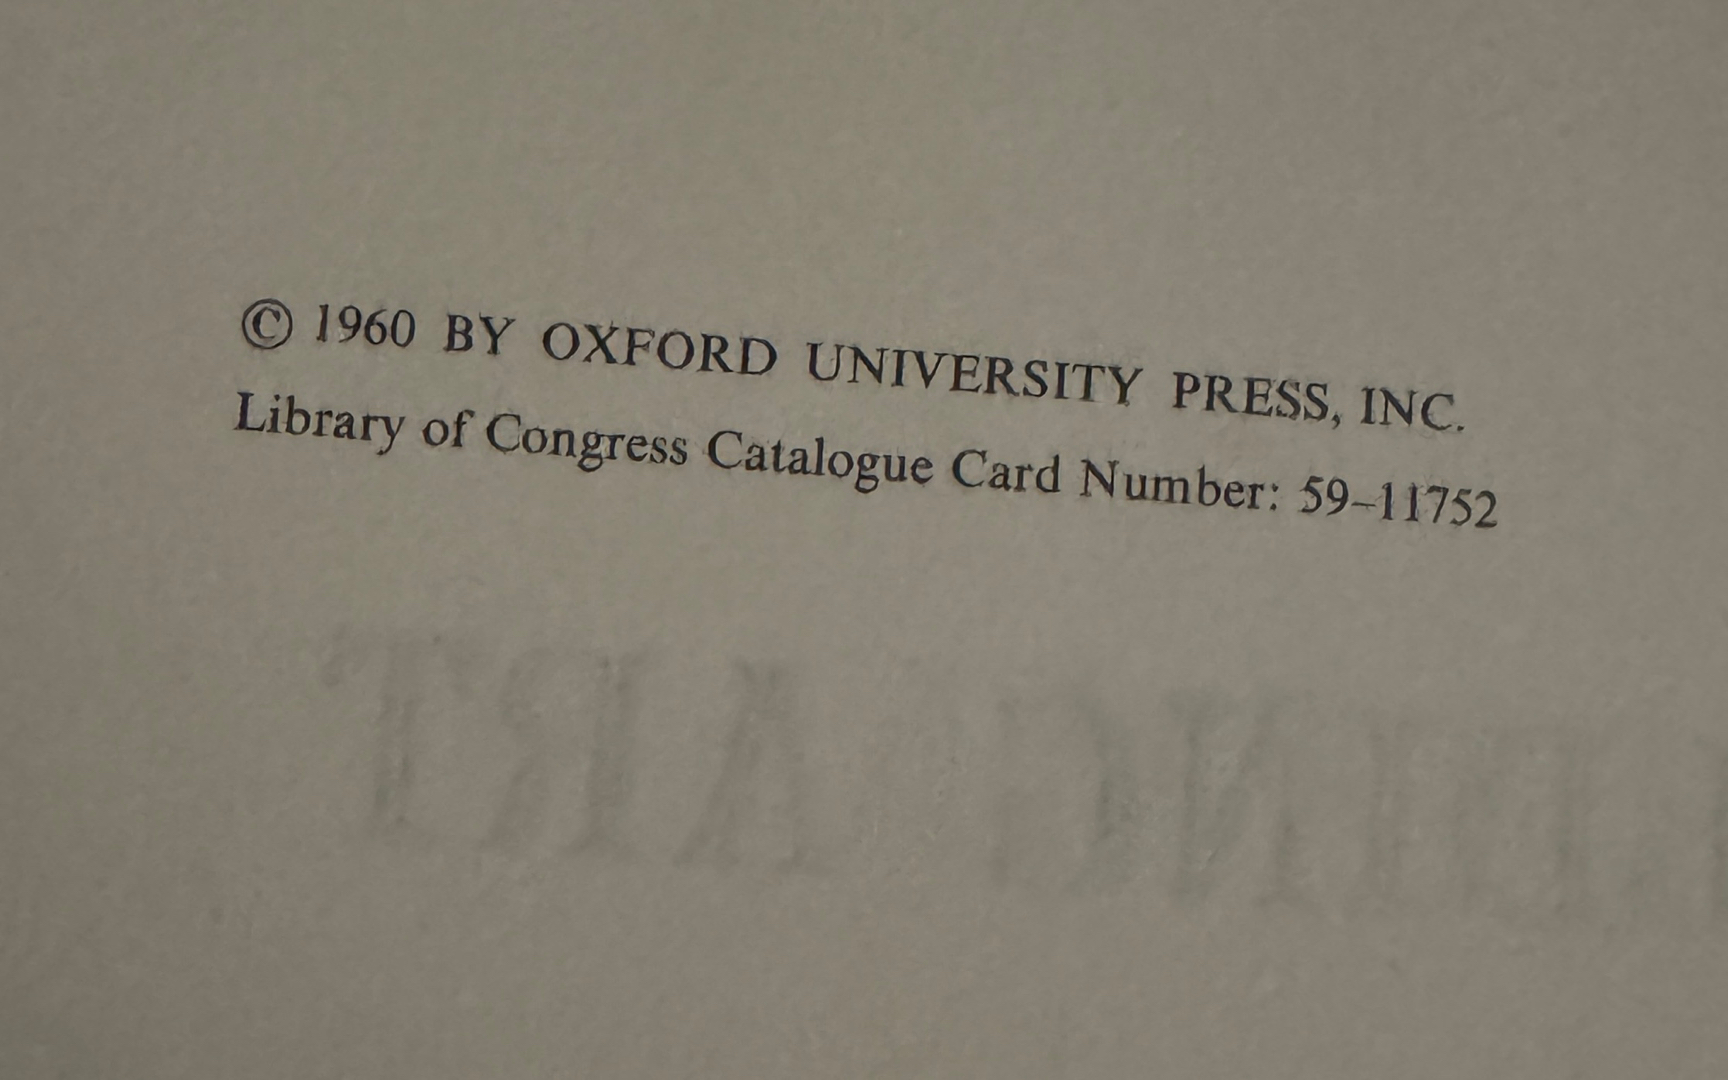 © 1960 BY OXFORD UNIVERSITY PRESS, INC.
Library of Congress Catalogue Card Number: 59–11752